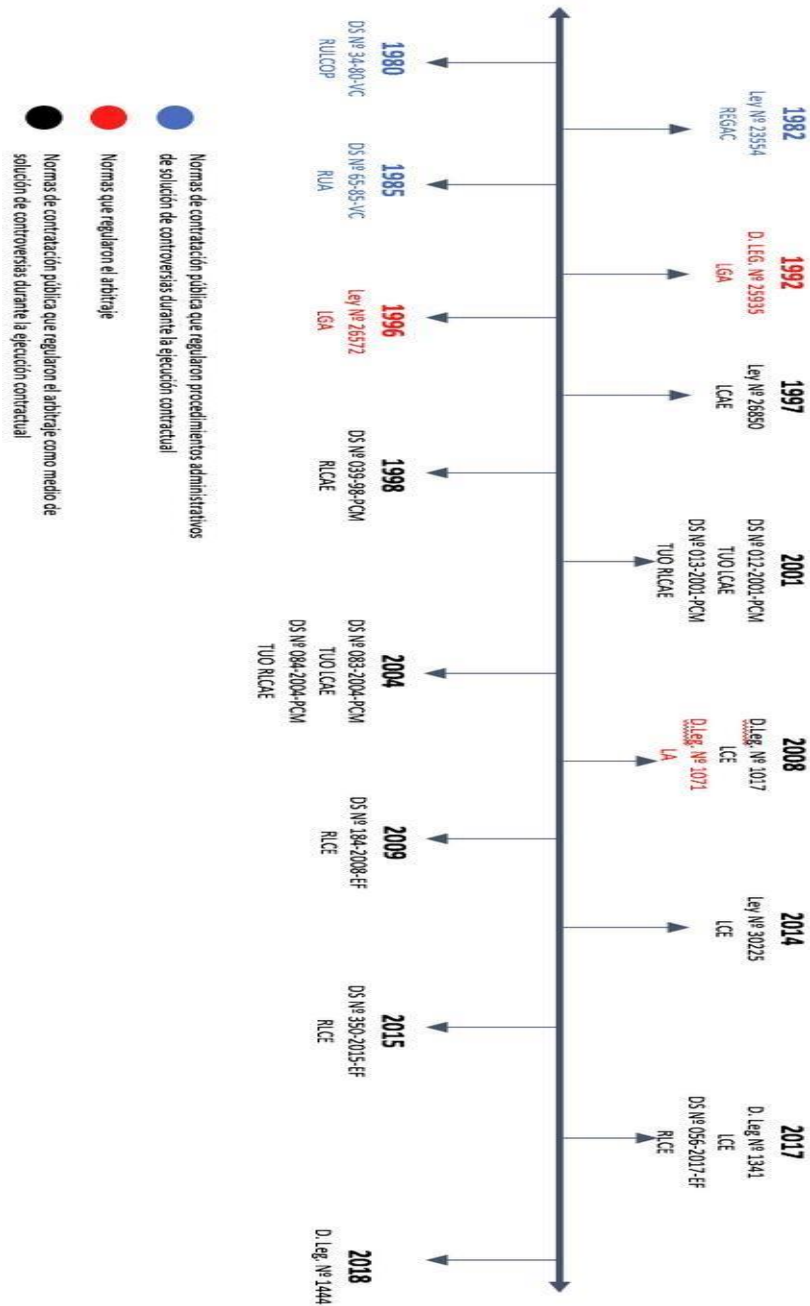 1982
Ley Nº 23554
REGAC
1992
D. LEG. Nº 25935
LGA
1997
Ley Nº 26850
LCAE
2001
DS Nº 012-2001-PCM
TUO LCAE
DS Nº 013-2001-PCM
TUO RLCAE
2008
D.Leg. Nº 1017
LCE
D.Leg. Nº 1071
LA
2014
Ley Nº 30225
LCE
2017
D. Leg Nº 1341
LCE
DS Nº 056-2017-EF
RLCE
1980
DS Nº 34-80-VC
RULCOP
1985
DS Nº 65-85-VC
RUA
1996
Ley Nº 26572
LGA
1998
DS Nº 039-98-PCM
RLCAE
2004
DS Nº 083-2004-PCM
TUO LCAE
DS Nº 084-2004-PCM
TUO RLCAE
2009
DS Nº 184-2008-EF
RLCE
2015
DS Nº 350-2015-EF
RLCE
2018
D. Leg. Nº 1444
Normas de contratación pública que regularon procedimientos administrativos
de solución de controversias durante la ejecución contractual
Normas que regularon el arbitraje
Normas de contratación pública que regularon el arbitraje como medio de
solución de controversias durante la ejecución contractual